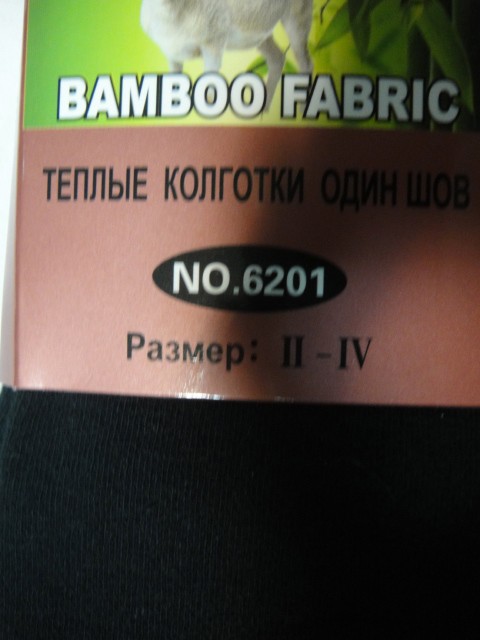 BAMBOO FABRIC
ТЕПЛЫЕ КОЛГОТКИ ОДИН ШОВ
NO.6201
Размер: II - IV